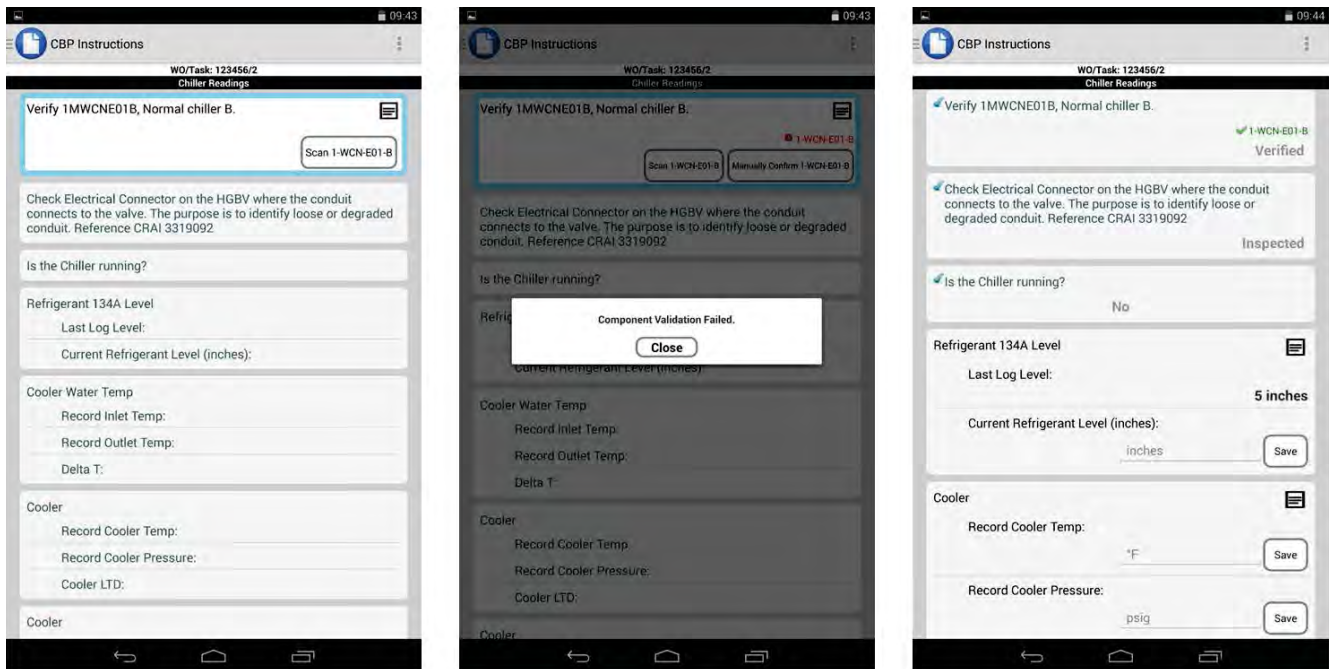 09:43
CBP Instructions
WO/Task: 123456/2
Chiller Readings
Verify 1MWCNE01B, Normal chiller B.
Scan 1-WCN-E01-B
Check Electrical Connector on the HGBV where the conduit
connects to the valve. The purpose is to identify loose or degraded
conduit. Reference CRAI 3319092
Is the Chiller running?
Refrigerant 134A Level
Last Log Level:
Current Refrigerant Level (inches):
Cooler Water Temp
Record Inlet Temp:
Record Outlet Temp:
Delta T:
Cooler
Record Cooler Temp:
Record Cooler Pressure:
Cooler LTD:
Cooler
09:43
CBP Instructions
WO/Task: 123456/2
Chiller Readings
Verify 1MWCNE01B, Normal chiller B.
1-WCN-E01-B
Scan 1-WCN-E01-B
Manually Confirm 1-WCN-E01-B
Check Electrical Connector on the HGBV where the conduit
connects to the valve. The purpose is to identify loose or degraded
conduit. Reference CRAI 3319092
Is the Chiller running?
Component Validation Failed.
Close
Current Refrigerant Level (inches):
Cooler Water Temp
Record Inlet Temp:
Record Outlet Temp:
Delta T:
Cooler
Record Cooler Temp:
Record Cooler Pressure:
Cooler LTD:
Cooler
09:44
CBP Instructions
WO/Task: 123456/2
Chiller Readings
Verify 1MWCNE01B, Normal chiller B.
1-WCN-E01-B
Verified
Check Electrical Connector on the HGBV where the conduit
connects to the valve. The purpose is to identify loose or
degraded conduit. Reference CRAI 3319092
Inspected
Is the Chiller running?
No
Refrigerant 134A Level
Last Log Level:
5 inches
Current Refrigerant Level (inches):
inches
Save
Cooler
Record Cooler Temp:
°F
Save
Record Cooler Pressure:
psig
Save